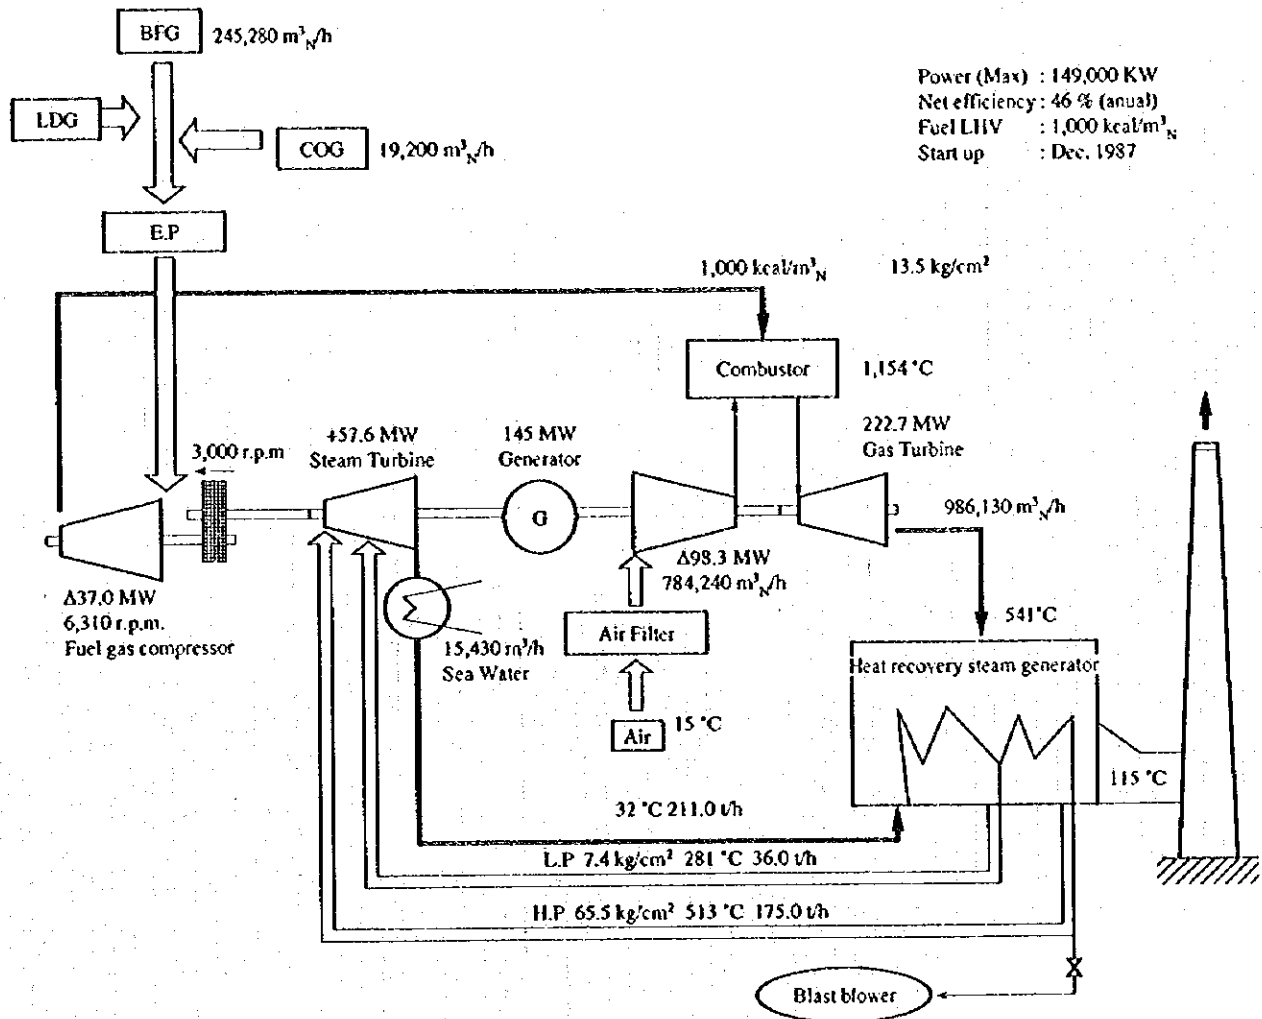 BFG 245,280 m³N/h
Power (Max) : 149,000 KW
Net efficiency : 46 % (anual)
Fuel LHV : 1,000 kcal/m³N
Start up : Dec. 1987
LDG
COG 19,200 m³N/h
E.P
1,000 kcal/m³N 13.5 kg/cm²
Combustor
1,154 °C
3,000 r.p.m
+57.6 MW
Steam Turbine
145 MW
Generator
222.7 MW
Gas Turbine
G
986,130 m³N/h
Δ37.0 MW
6,310 r.p.m.
Fuel gas compressor
Δ98.3 MW
784,240 m³N/h
Air Filter
15,430 m³/h
Sea Water
541 °C
Heat recovery steam generator
Air 15 °C
115 °C
32 °C 211.0 t/h
L.P 7.4 kg/cm² 281 °C 36.0 t/h
H.P 65.5 kg/cm² 513 °C 175.0 t/h
Blast blower